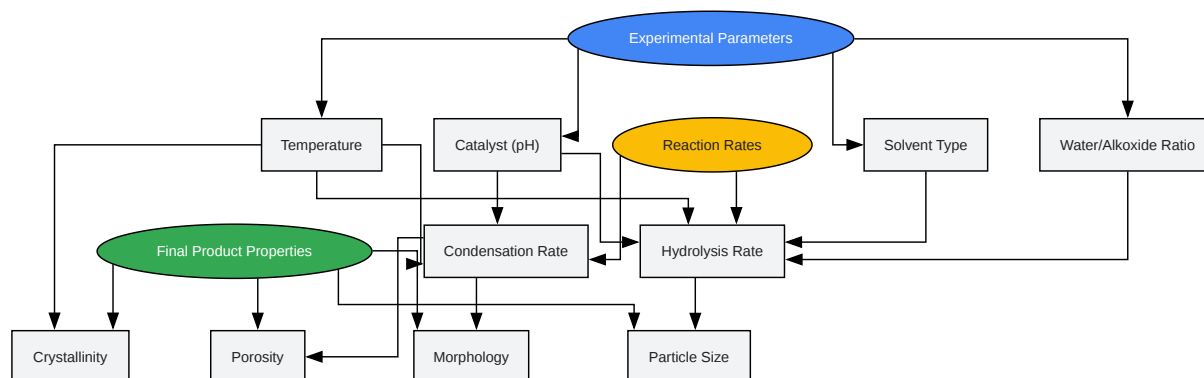 Experimental Parameters
Temperature
Catalyst (pH)
Reaction Rates
Solvent Type
Water/Alkoxide Ratio
Final Product Properties
Condensation Rate
Hydrolysis Rate
Crystallinity
Porosity
Morphology
Particle Size